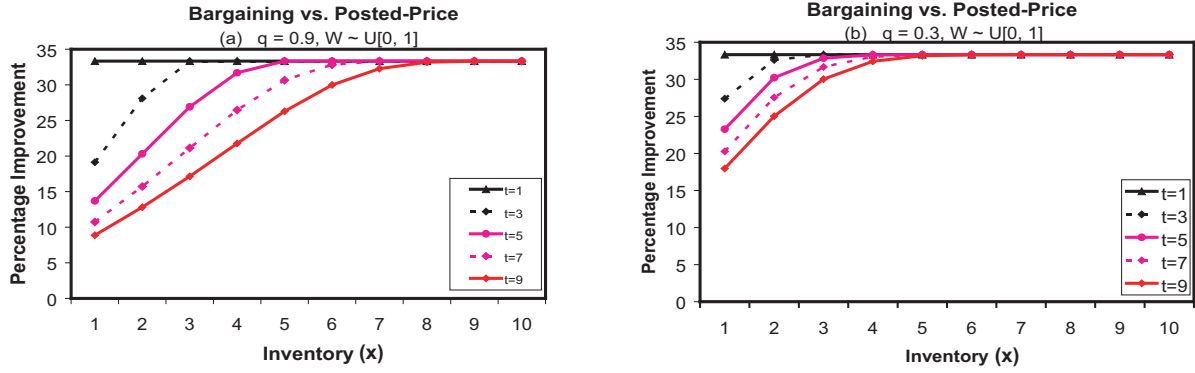 Bargaining vs. Posted-Price
(a) q = 0.9, W ~ U[0, 1]
35
30
25
20
15
10
5
0
Percentage Improvement
t=1
t=3
t=5
t=7
t=9
1 2 3 4 5 6 7 8 9 10
Inventory (x)
Bargaining vs. Posted-Price
(b) q = 0.3, W ~ U[0, 1]
35
30
25
20
15
10
5
0
Percentage Improvement
t=1
t=3
t=5
t=7
t=9
1 2 3 4 5 6 7 8 9 10
Inventory (x)